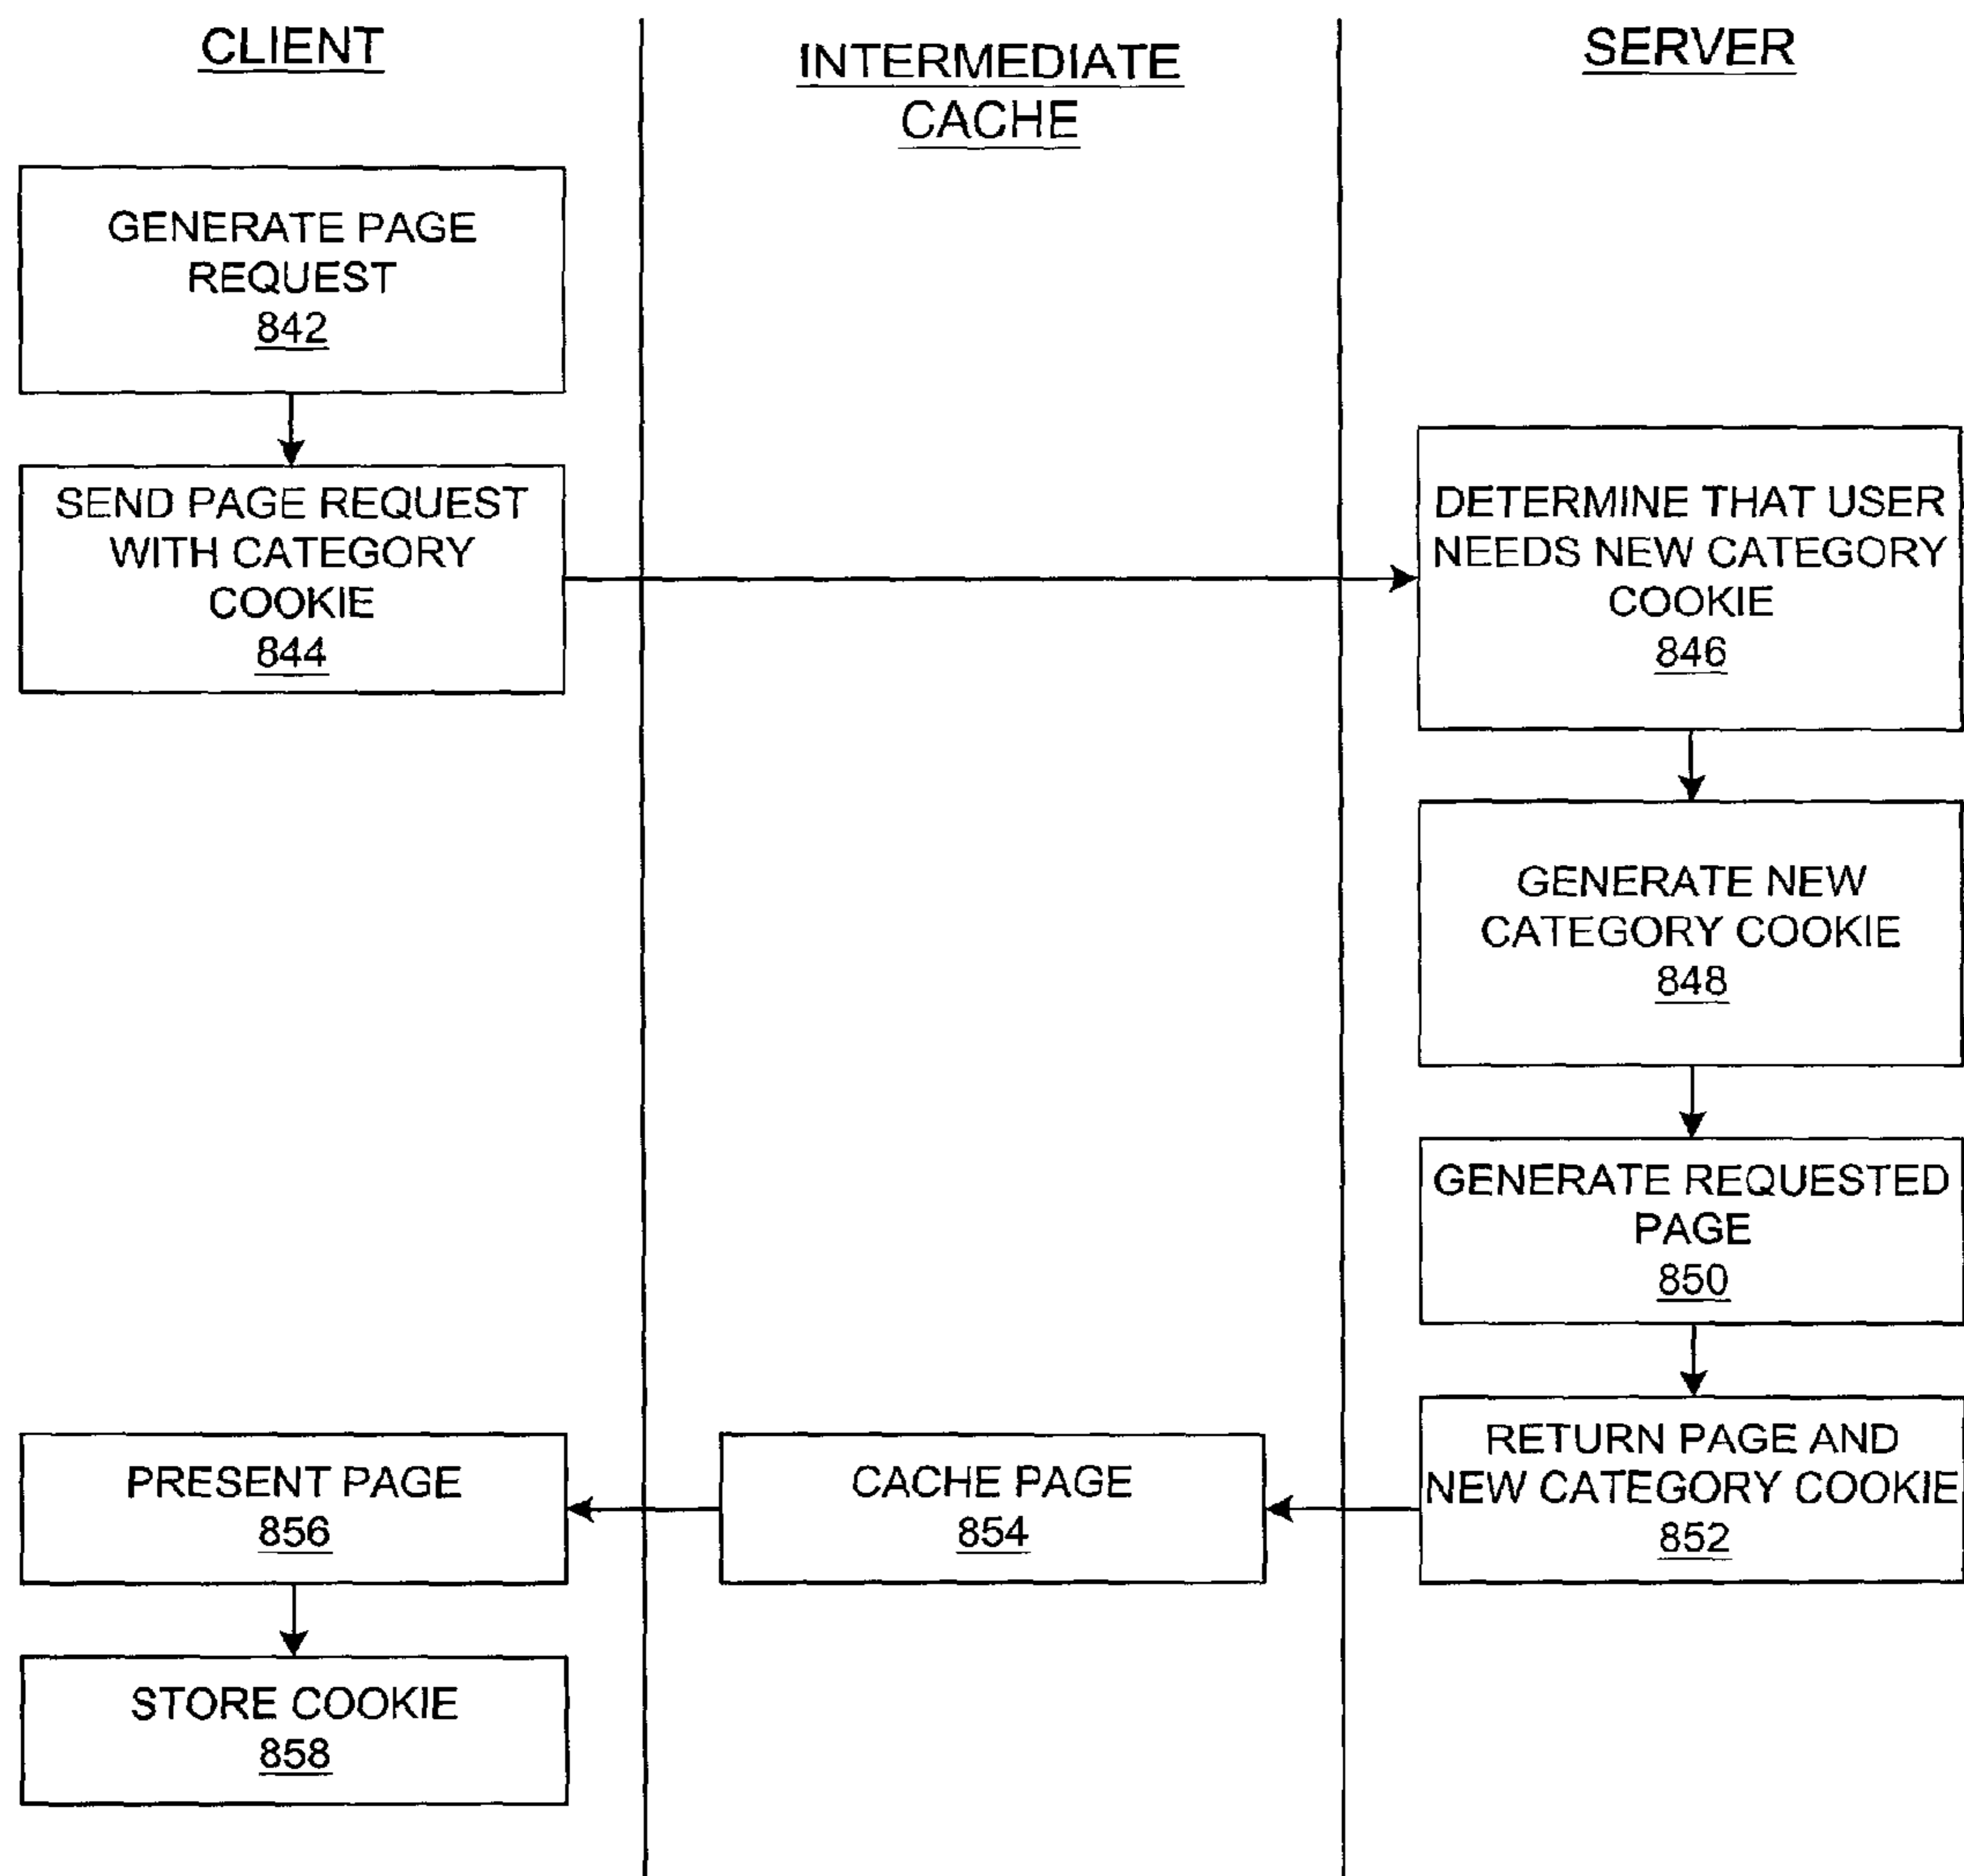 CLIENT
INTERMEDIATE
CACHE
SERVER
GENERATE PAGE
REQUEST
842
SEND PAGE REQUEST
WITH CATEGORY
COOKIE
844
DETERMINE THAT USER
NEEDS NEW CATEGORY
COOKIE
846
GENERATE NEW
CATEGORY COOKIE
848
GENERATE REQUESTED
PAGE
850
RETURN PAGE AND
NEW CATEGORY COOKIE
852
CACHE PAGE
854
PRESENT PAGE
856
STORE COOKIE
858